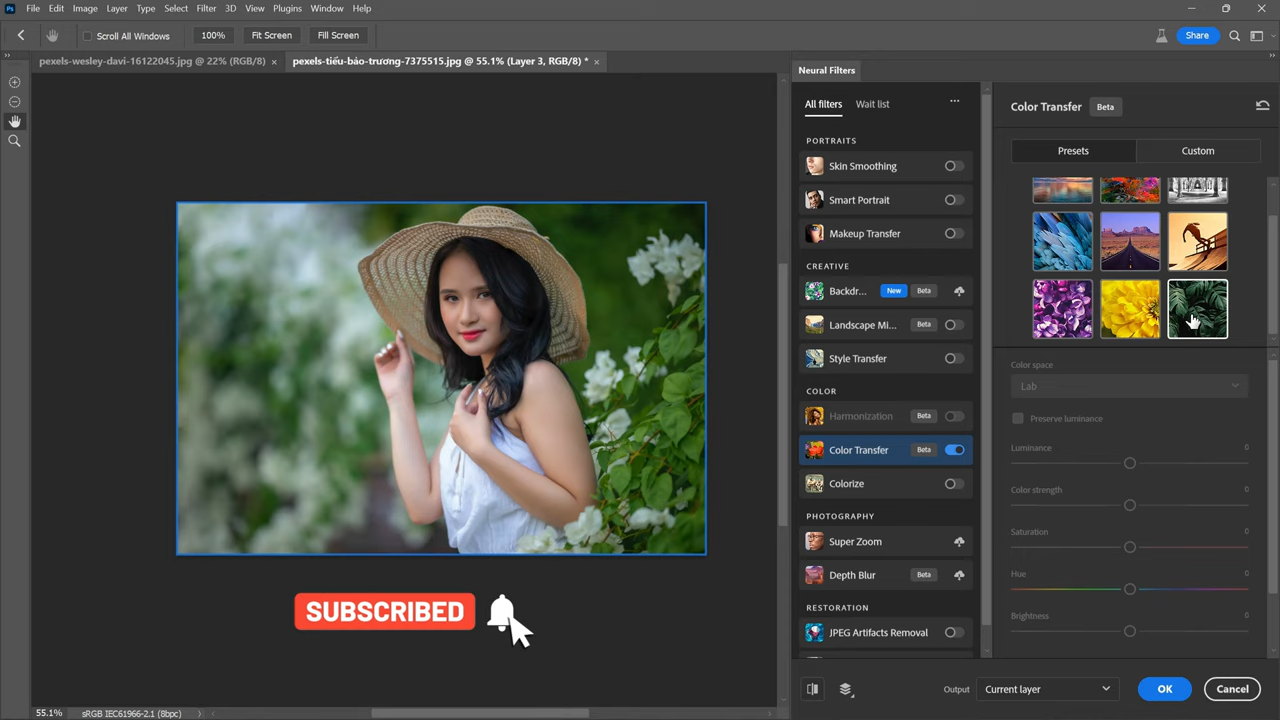 Ps File Edit Image Layer Type Select Filter 3D View Plugins Window Help
Scroll All Windows 100% Fit Screen Fill Screen Share
pexels-wesley-davi-16122045.jpg @ 22% (RGB/8) × pexels-tiểu-bảo-trương-7375515.jpg @ 55.1% (Layer 3, RGB/8) * ×
Neural Filters
All filters Wait list ...
PORTRAITS
Skin Smoothing
Smart Portrait
Makeup Transfer
CREATIVE
Backdr... New Beta
Landscape Mi... Beta
Style Transfer
COLOR
Harmonization Beta
Color Transfer Beta
Colorize
PHOTOGRAPHY
Super Zoom
Depth Blur Beta
RESTORATION
JPEG Artifacts Removal
Color Transfer Beta
Presets Custom
Color space
Lab
Preserve luminance
Luminance 0
Color strength 0
Saturation 0
Hue 0
Brightness 0
Output Current layer OK Cancel
SUBSCRIBED
55.1% sRGB IEC61966-2.1 (8bpc)